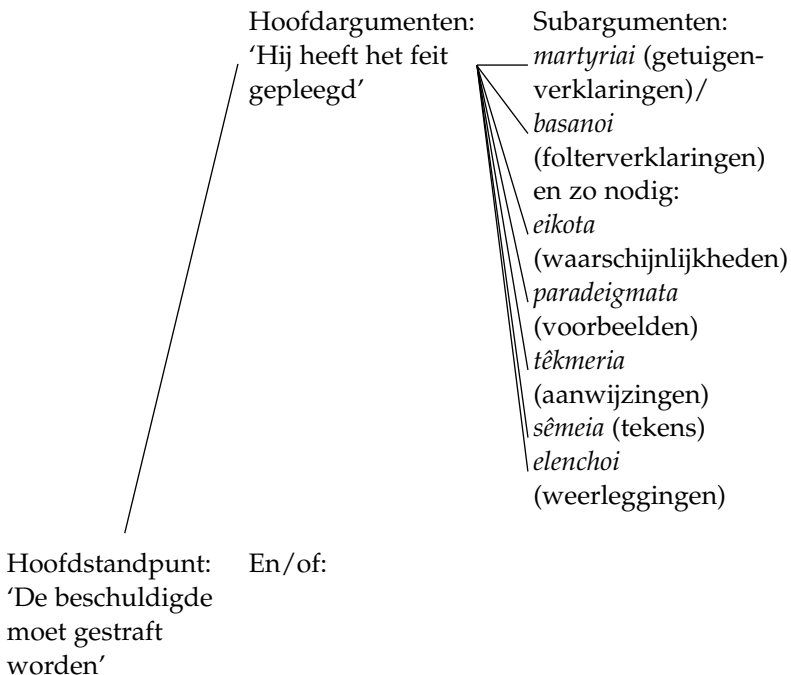 Hoofdargumenten:
‘Hij heeft het feit
gepleegd’
Subargumenten:
martyriai (getuigen-
verklaringen)/
basanoi
(folterverklaringen)
en zo nodig:
eikota
(waarschijnlijkheden)
paradeigmata
(voorbeelden)
têkmeria
(aanwijzingen)
sêmeia (tekens)
elenchoi
(weerleggingen)
Hoofdstandpunt:
‘De beschuldigde
moet gestraft
worden’
En/of: